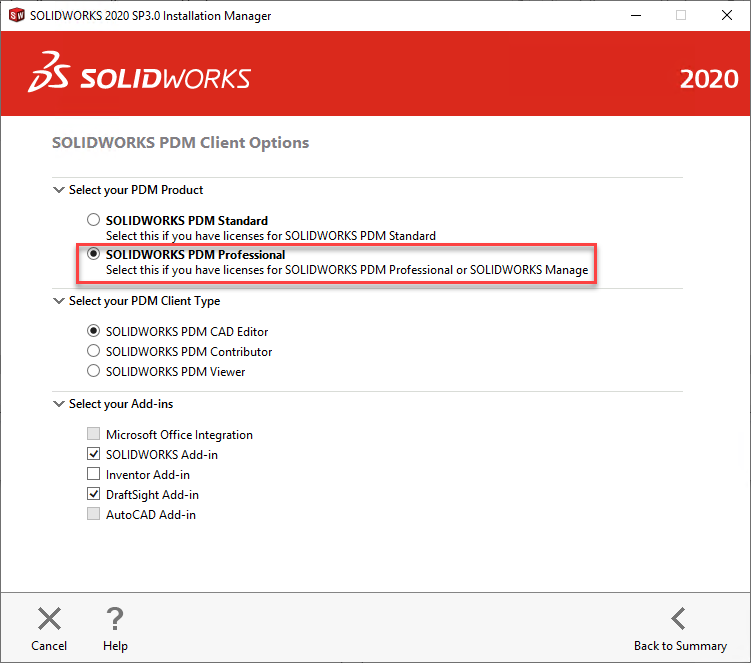 SOLIDWORKS 2020 SP3.0 Installation Manager
SOLIDWORKS
2020
SOLIDWORKS PDM Client Options
Select your PDM Product
SOLIDWORKS PDM Standard
Select this if you have licenses for SOLIDWORKS PDM Standard
SOLIDWORKS PDM Professional
Select this if you have licenses for SOLIDWORKS PDM Professional or SOLIDWORKS Manage
Select your PDM Client Type
SOLIDWORKS PDM CAD Editor
SOLIDWORKS PDM Contributor
SOLIDWORKS PDM Viewer
Select your Add-ins
Microsoft Office Integration
SOLIDWORKS Add-in
Inventor Add-in
DraftSight Add-in
AutoCAD Add-in
Cancel
Help
Back to Summary